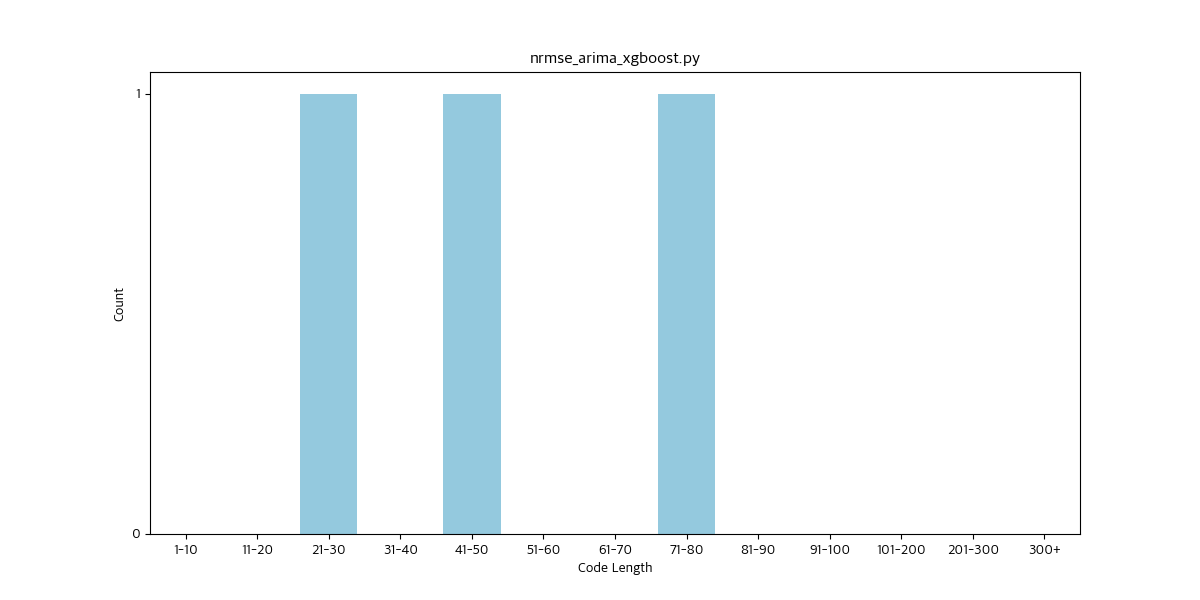 nrmse_arima_xgboost.py
1
0
Count
1-10 11-20 21-30 31-40 41-50 51-60 61-70 71-80 81-90 91-100 101-200 201-300 300+
Code Length